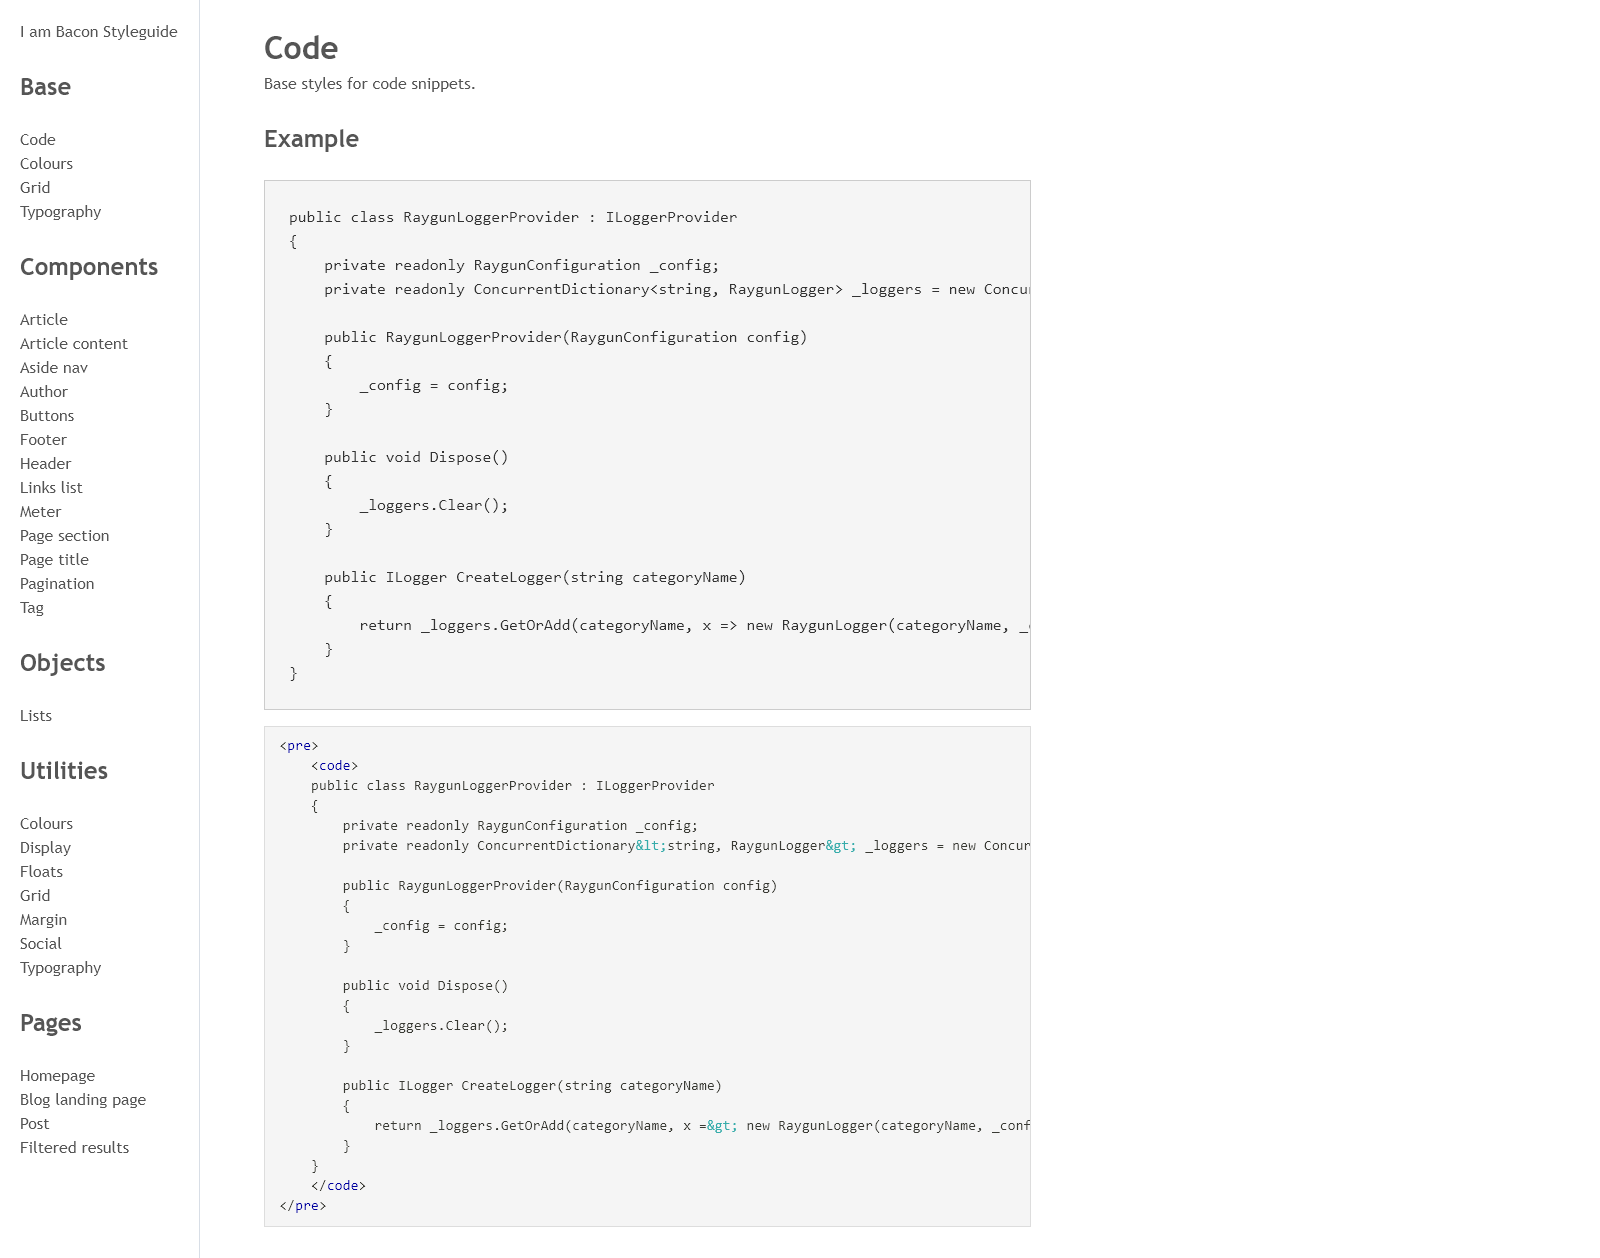 I am Bacon Styleguide
Base
Code
Colours
Grid
Typography
Components
Article
Article content
Aside nav
Author
Buttons
Footer
Header
Links list
Meter
Page section
Page title
Pagination
Tag
Objects
Lists
Utilities
Colours
Display
Floats
Grid
Margin
Social
Typography
Pages
Homepage
Blog landing page
Post
Filtered results
Code
Base styles for code snippets.
Example
public class RaygunLoggerProvider : ILoggerProvider
{
    private readonly RaygunConfiguration _config;
    private readonly ConcurrentDictionary<string, RaygunLogger> _loggers = new Concur
    public RaygunLoggerProvider(RaygunConfiguration config)
    {
        _config = config;
    }
    public void Dispose()
    {
        _loggers.Clear();
    }
    public ILogger CreateLogger(string categoryName)
    {
        return _loggers.GetOrAdd(categoryName, x => new RaygunLogger(categoryName, _
    }
}
<pre>
    <code>
    public class RaygunLoggerProvider : ILoggerProvider
    {
        private readonly RaygunConfiguration _config;
        private readonly ConcurrentDictionary&lt;string, RaygunLogger&gt; _loggers = new Concur
        public RaygunLoggerProvider(RaygunConfiguration config)
        {
            _config = config;
        }
        public void Dispose()
        {
            _loggers.Clear();
        }
        public ILogger CreateLogger(string categoryName)
        {
            return _loggers.GetOrAdd(categoryName, x =&gt; new RaygunLogger(categoryName, _conf
        }
    }
    </code>
</pre>